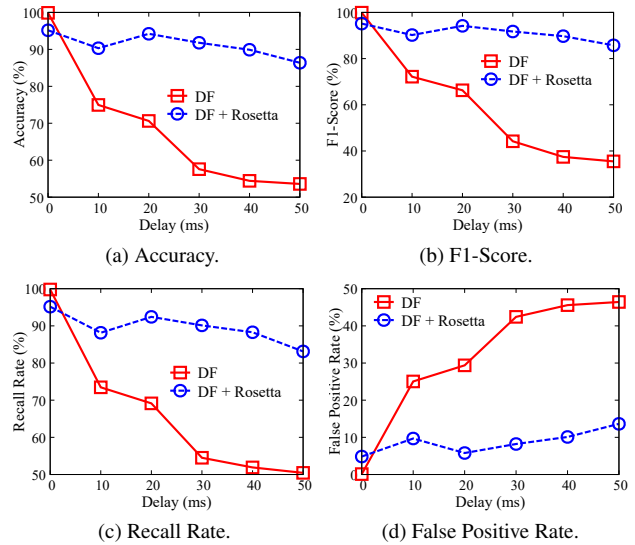 100
90
80
70
60
50
Accuracy (%)
DF
DF + Rosetta
0 10 20 30 40 50
Delay (ms)
(a) Accuracy.
100
80
60
40
20
F1-Score (%)
DF
DF + Rosetta
0 10 20 30 40 50
Delay (ms)
(b) F1-Score.
100
90
80
70
60
50
Recall Rate (%)
DF
DF + Rosetta
0 10 20 30 40 50
Delay (ms)
(c) Recall Rate.
50
40
30
20
10
0
False Positive Rate (%)
DF
DF + Rosetta
0 10 20 30 40 50
Delay (ms)
(d) False Positive Rate.